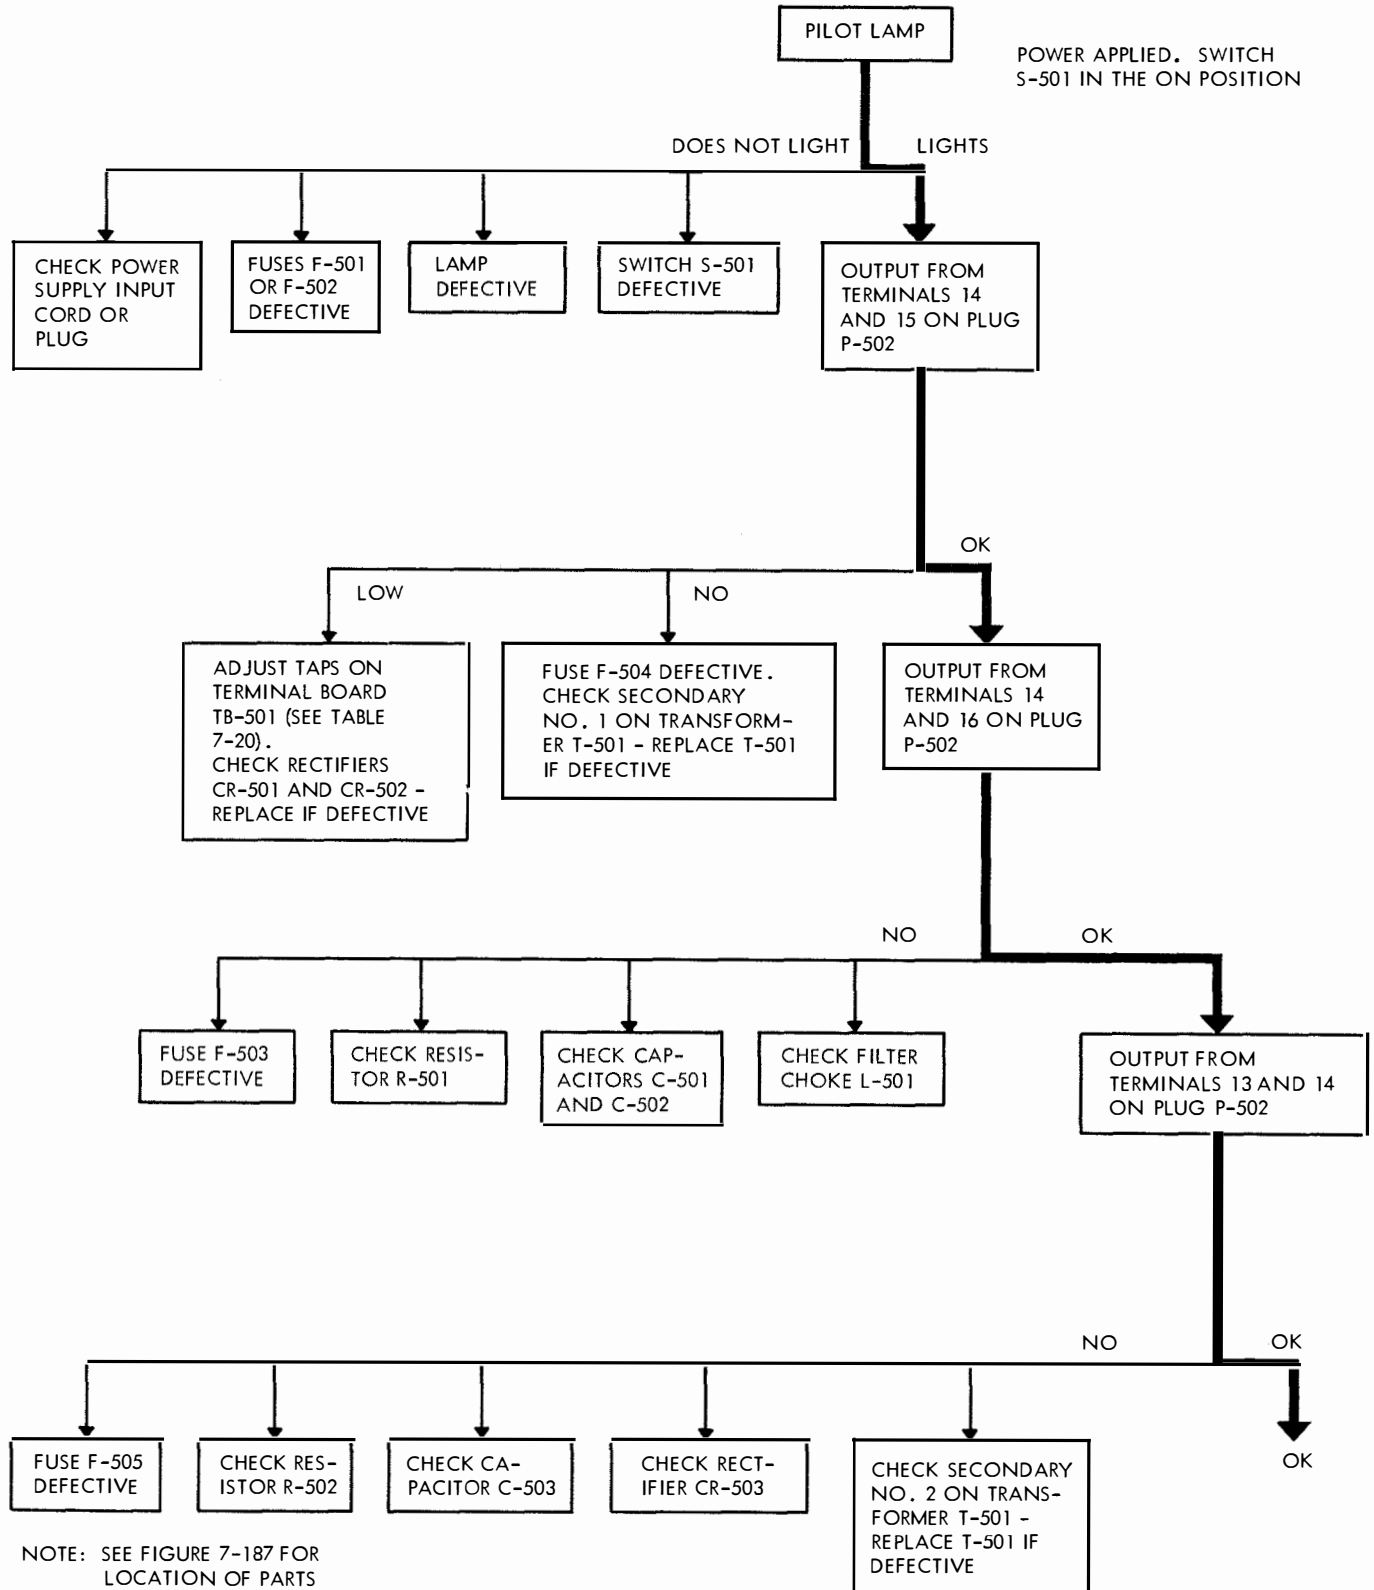 PILOT LAMP
POWER APPLIED. SWITCH
S-501 IN THE ON POSITION
DOES NOT LIGHT
LIGHTS
CHECK POWER
SUPPLY INPUT
CORD OR
PLUG
FUSES F-501
OR F-502
DEFECTIVE
LAMP
DEFECTIVE
SWITCH S-501
DEFECTIVE
OUTPUT FROM
TERMINALS 14
AND 15 ON PLUG
P-502
OK
LOW
NO
ADJUST TAPS ON
TERMINAL BOARD
TB-501 (SEE TABLE
7-20).
CHECK RECTIFIERS
CR-501 AND CR-502 -
REPLACE IF DEFECTIVE
FUSE F-504 DEFECTIVE.
CHECK SECONDARY
NO. 1 ON TRANSFORM-
ER T-501 - REPLACE T-501
IF DEFECTIVE
OUTPUT FROM
TERMINALS 14
AND 16 ON PLUG
P-502
NO
OK
FUSE F-503
DEFECTIVE
CHECK RESIS-
TOR R-501
CHECK CAP-
ACITORS C-501
AND C-502
CHECK FILTER
CHOKE L-501
OUTPUT FROM
TERMINALS 13 AND 14
ON PLUG P-502
NO
OK
FUSE F-505
DEFECTIVE
CHECK RES-
ISTOR R-502
CHECK CA-
PACITOR C-503
CHECK RECT-
IFIER CR-503
CHECK SECONDARY
NO. 2 ON TRANS-
FORMER T-501 -
REPLACE T-501 IF
DEFECTIVE
OK
NOTE: SEE FIGURE 7-187 FOR
LOCATION OF PARTS